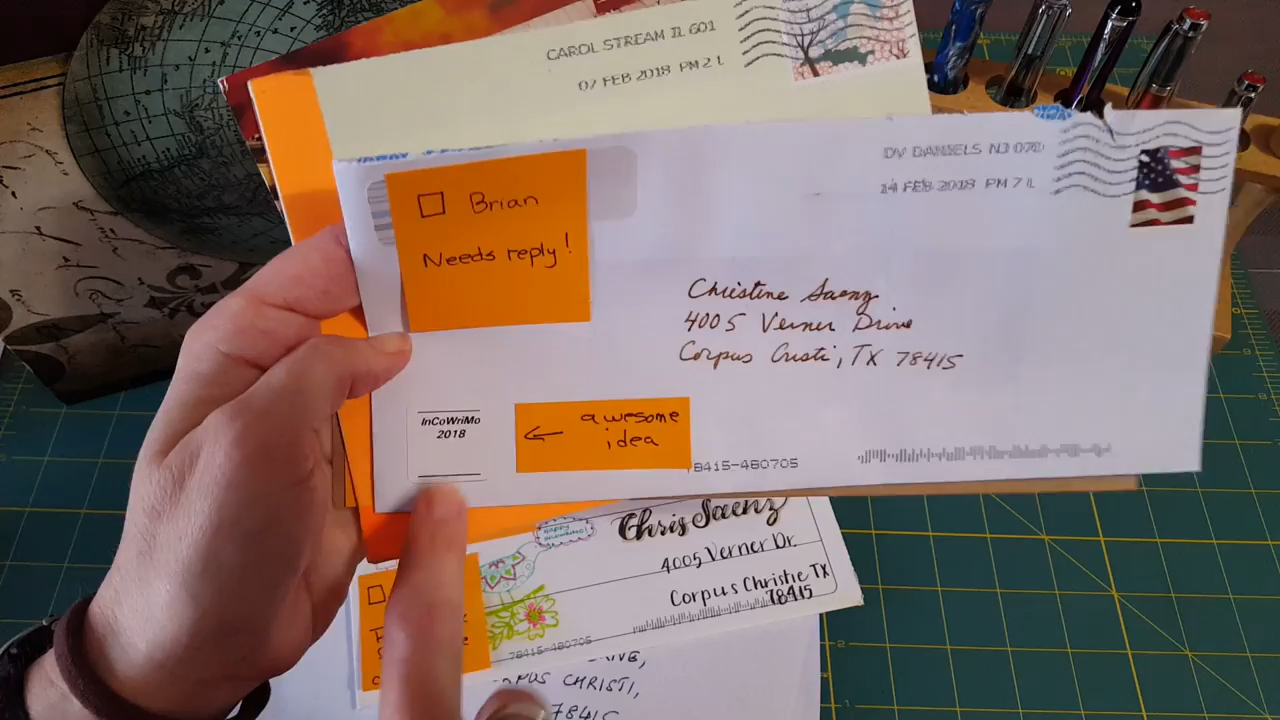 CAROL STREAM IL 601
07 FEB 2018 PM 2 L
DV DANIELS NJ 070
14 FEB 2018 PM 7 L
Brian
Needs reply!
Christine Saenz
4005 Verner Drive
Corpus Cristi, TX 78415
InCoWriMo
2018
← awesome
idea
78415-480705
Chris Saenz
4005 Verner Dr.
Corpus Christie TX
78415
78415-480705
CORPUS CHRISTI,
78415